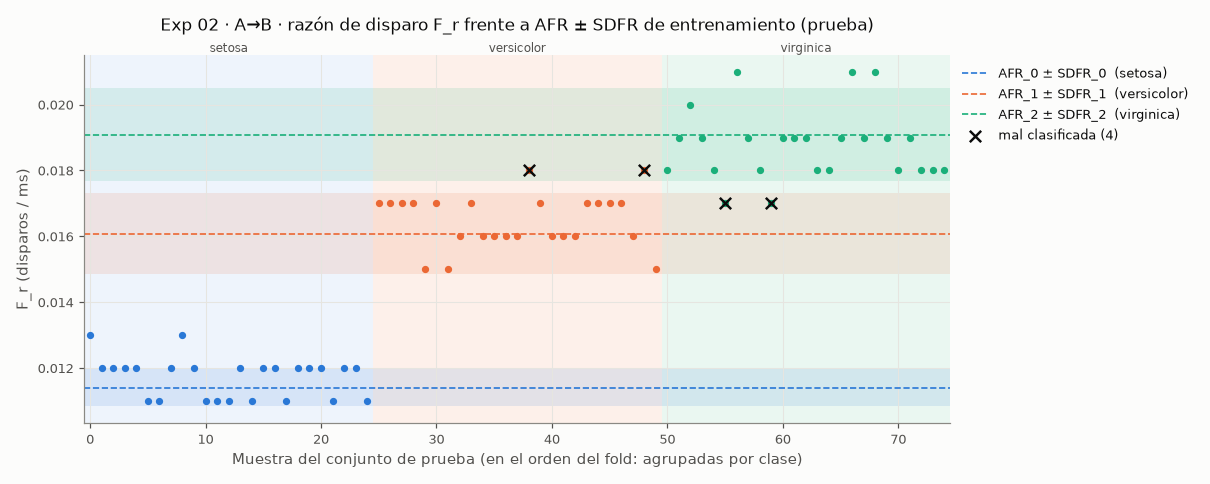 Exp 02 · A→B · razón de disparo F_r frente a AFR ± SDFR de entrenamiento (prueba)
setosa
versicolor
virginica
AFR_0 ± SDFR_0 (setosa)
AFR_1 ± SDFR_1 (versicolor)
AFR_2 ± SDFR_2 (virginica)
mal clasificada (4)
F_r (disparos / ms)
0.020
0.018
0.016
0.014
0.012
0
10
20
30
40
50
60
70
Muestra del conjunto de prueba (en el orden del fold: agrupadas por clase)